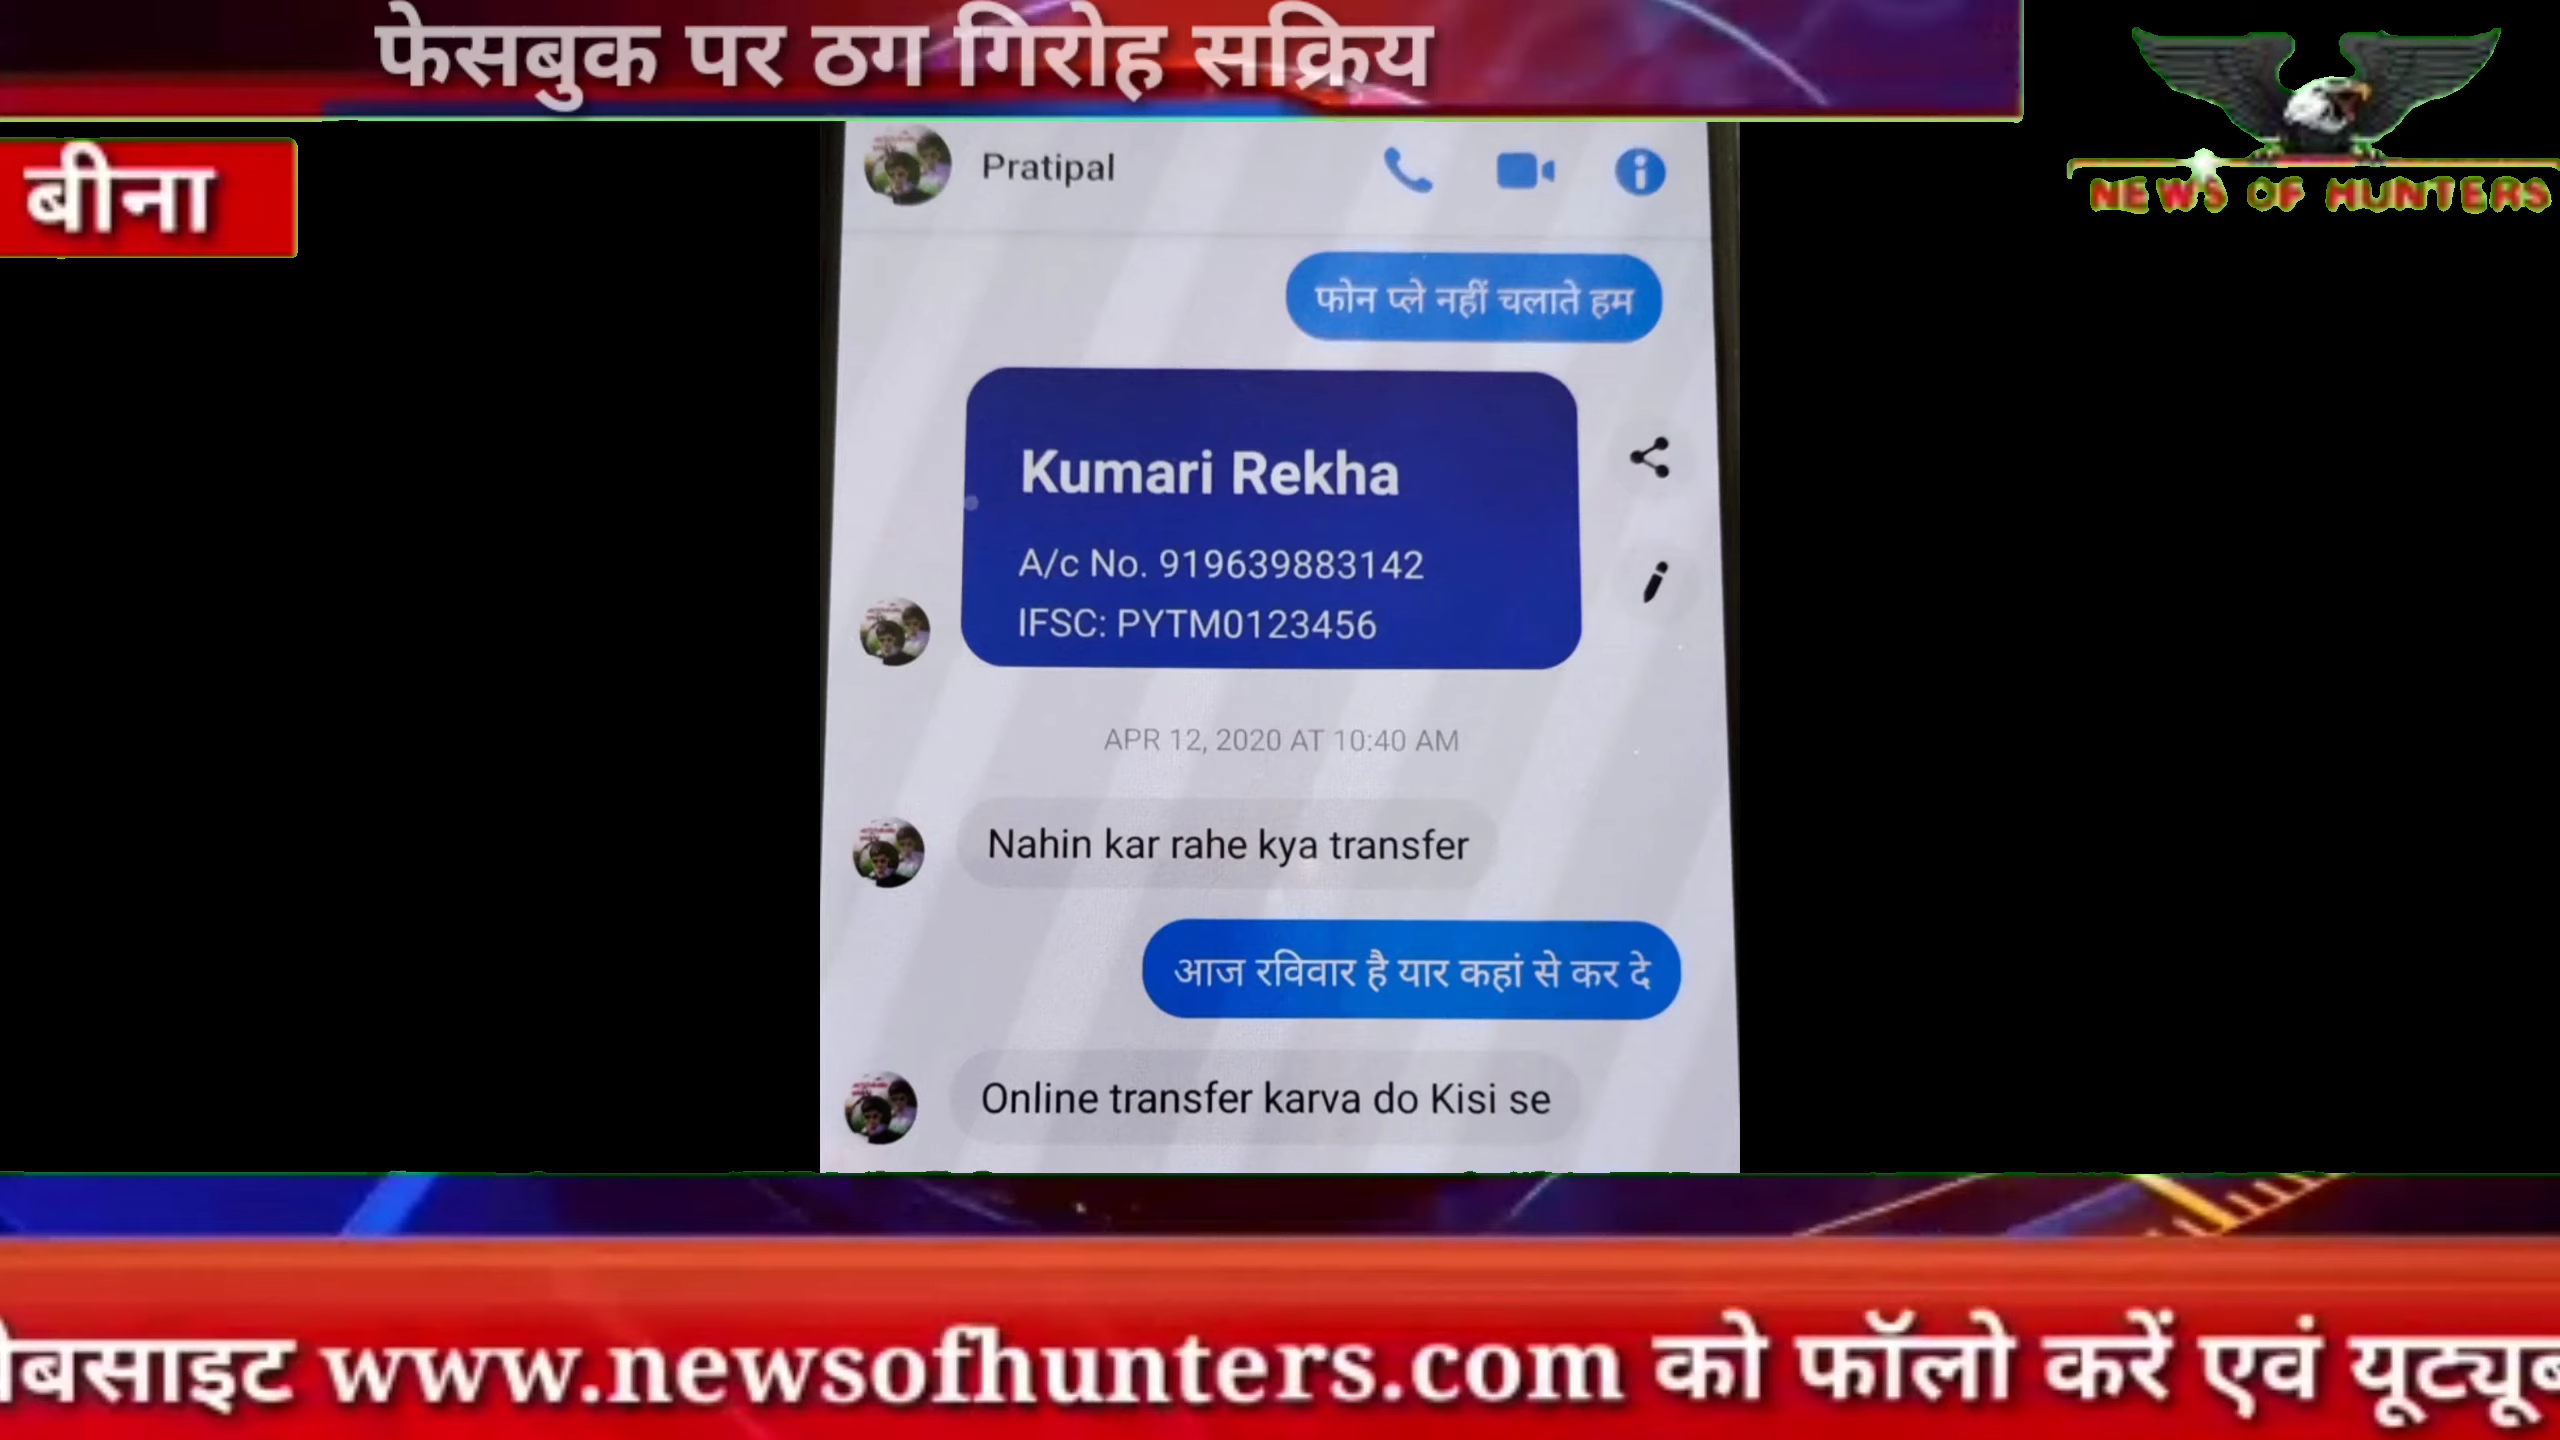 फेसबुक पर ठग गिरोह सक्रिय
बीना
NEWS OF HUNTERS
Pratipal
फोन प्ले नहीं चलाते हम
Kumari Rekha
A/c No. 919639883142
IFSC: PYTM0123456
APR 12, 2020 AT 10:40 AM
Nahin kar rahe kya transfer
आज रविवार है यार कहां से कर दे
Online transfer karva do Kisi se
www.newsofhunters.com को फॉलो करें एवं